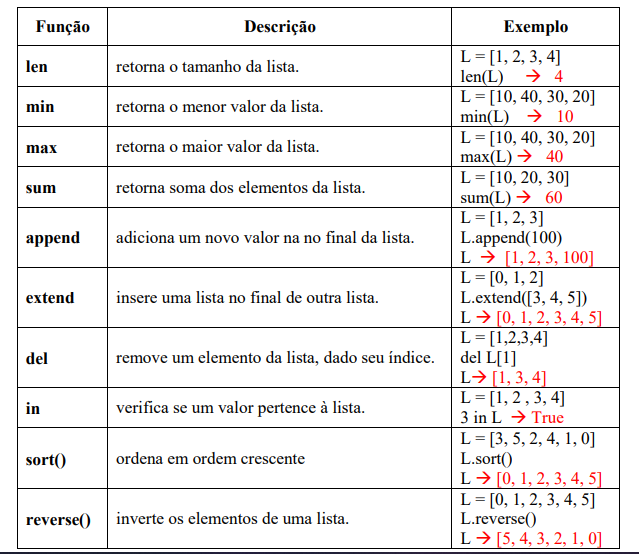 Função Descrição Exemplo
len retorna o tamanho da lista. L = [1, 2, 3, 4]
len(L) → 4
min retorna o menor valor da lista. L = [10, 40, 30, 20]
min(L) → 10
max retorna o maior valor da lista. L = [10, 40, 30, 20]
max(L) → 40
sum retorna soma dos elementos da lista. L = [10, 20, 30]
sum(L) → 60
append adiciona um novo valor na no final da lista. L = [1, 2, 3]
L.append(100)
L → [1, 2, 3, 100]
extend insere uma lista no final de outra lista. L = [0, 1, 2]
L.extend([3, 4, 5])
L → [0, 1, 2, 3, 4, 5]
del remove um elemento da lista, dado seu índice. L = [1,2,3,4]
del L[1]
L→ [1, 3, 4]
in verifica se um valor pertence à lista. L = [1, 2 , 3, 4]
3 in L → True
sort() ordena em ordem crescente L = [3, 5, 2, 4, 1, 0]
L.sort()
L → [0, 1, 2, 3, 4, 5]
reverse() inverte os elementos de uma lista. L = [0, 1, 2, 3, 4, 5]
L.reverse()
L → [5, 4, 3, 2, 1, 0]